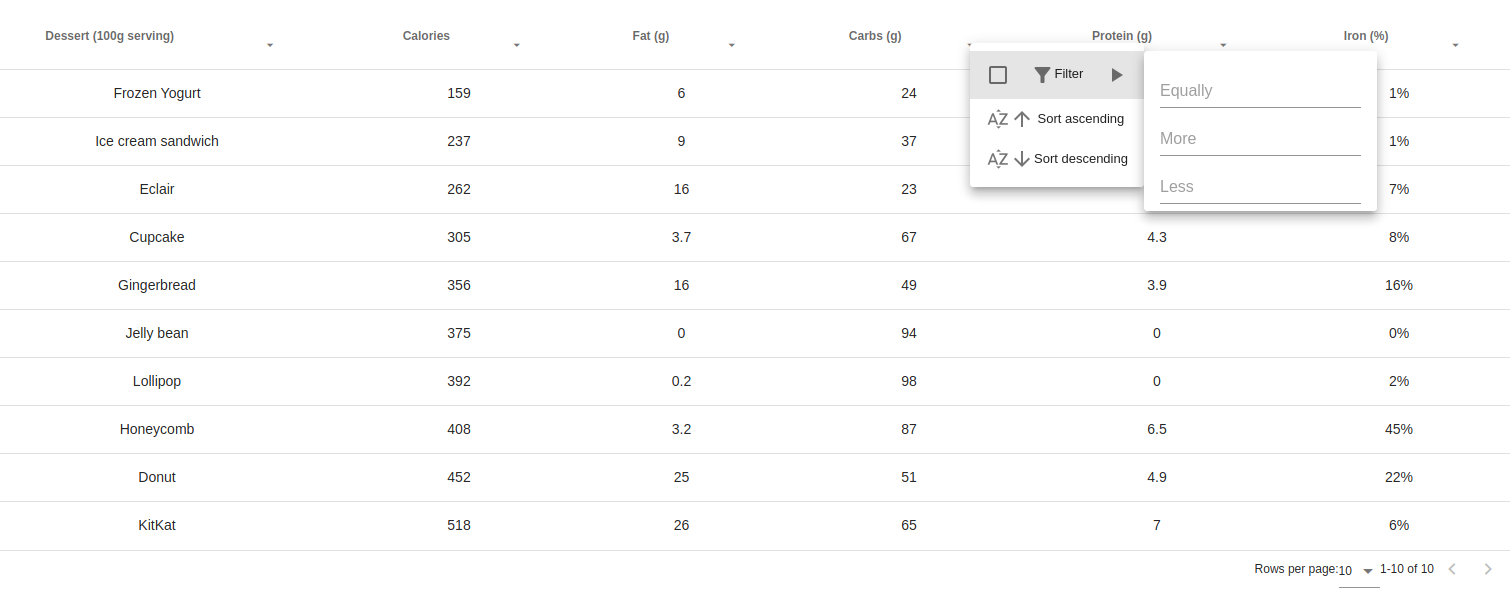 Dessert (100g serving) Calories Fat (g) Carbs (g) Protein (g) Iron (%)
Filter
Sort ascending
Sort descending
Equally
More
Less
Frozen Yogurt 159 6 24 1%
Ice cream sandwich 237 9 37 1%
Eclair 262 16 23 7%
Cupcake 305 3.7 67 4.3 8%
Gingerbread 356 16 49 3.9 16%
Jelly bean 375 0 94 0 0%
Lollipop 392 0.2 98 0 2%
Honeycomb 408 3.2 87 6.5 45%
Donut 452 25 51 4.9 22%
KitKat 518 26 65 7 6%
Rows per page: 10 1-10 of 10